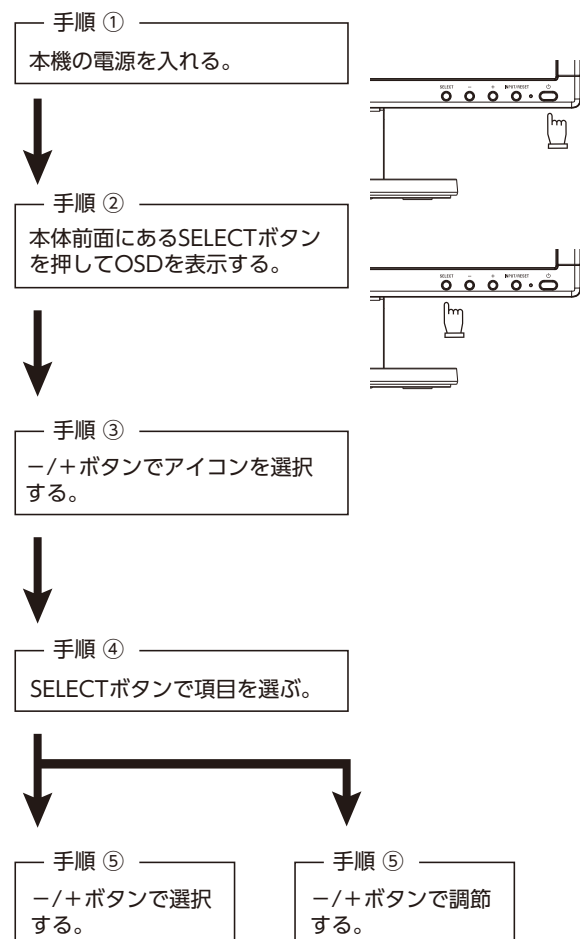 手順 ①
本機の電源を入れる。
SELECT − + INPUT/RESET
手順 ②
本体前面にあるSELECTボタン
を押してOSDを表示する。
SELECT − + INPUT/RESET
手順 ③
−/+ボタンでアイコンを選択
する。
手順 ④
SELECTボタンで項目を選ぶ。
手順 ⑤
−/+ボタンで選択
する。
手順 ⑤
−/+ボタンで調節
する。